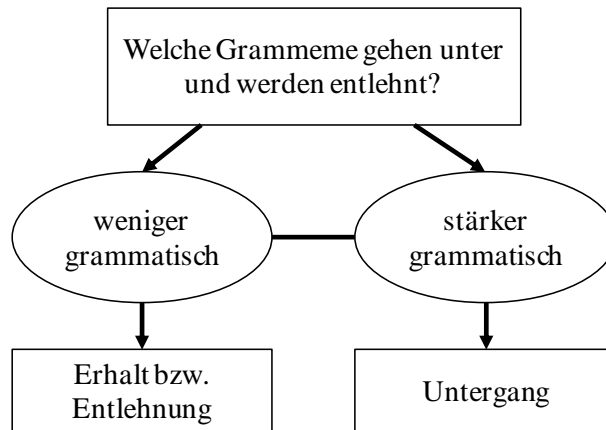 Welche Grammeme gehen unter
und werden entlehnt?
weniger
grammatisch
stärker
grammatisch
Erhalt bzw.
Entlehnung
Untergang